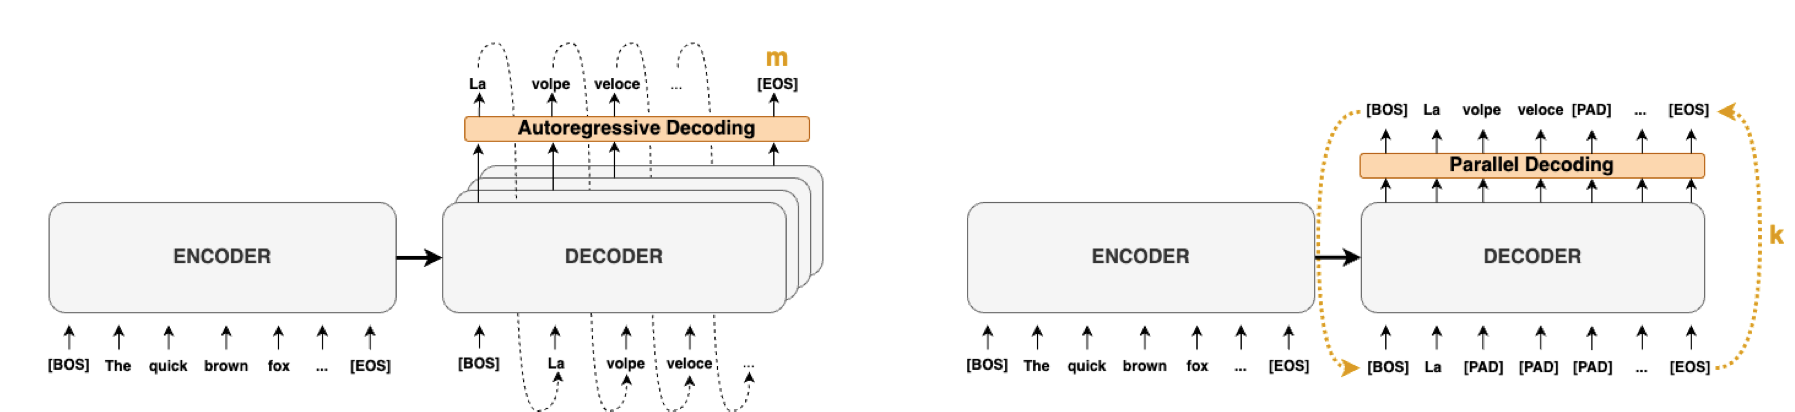 m
La volpe veloce ... [EOS]
Autoregressive Decoding
ENCODER
DECODER
[BOS] The quick brown fox ... [EOS]
[BOS] La volpe veloce ...
[BOS] La volpe veloce [PAD] ... [EOS]
Parallel Decoding
ENCODER
DECODER
k
[BOS] The quick brown fox ... [EOS]
[BOS] La [PAD] [PAD] [PAD] ... [EOS]